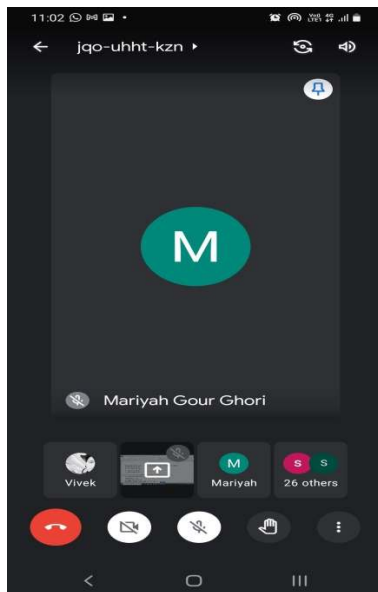 11:02
jqo-uhht-kzn
M
Mariyah Gour Ghori
M
S S
Vivek
Mariyah
26 others